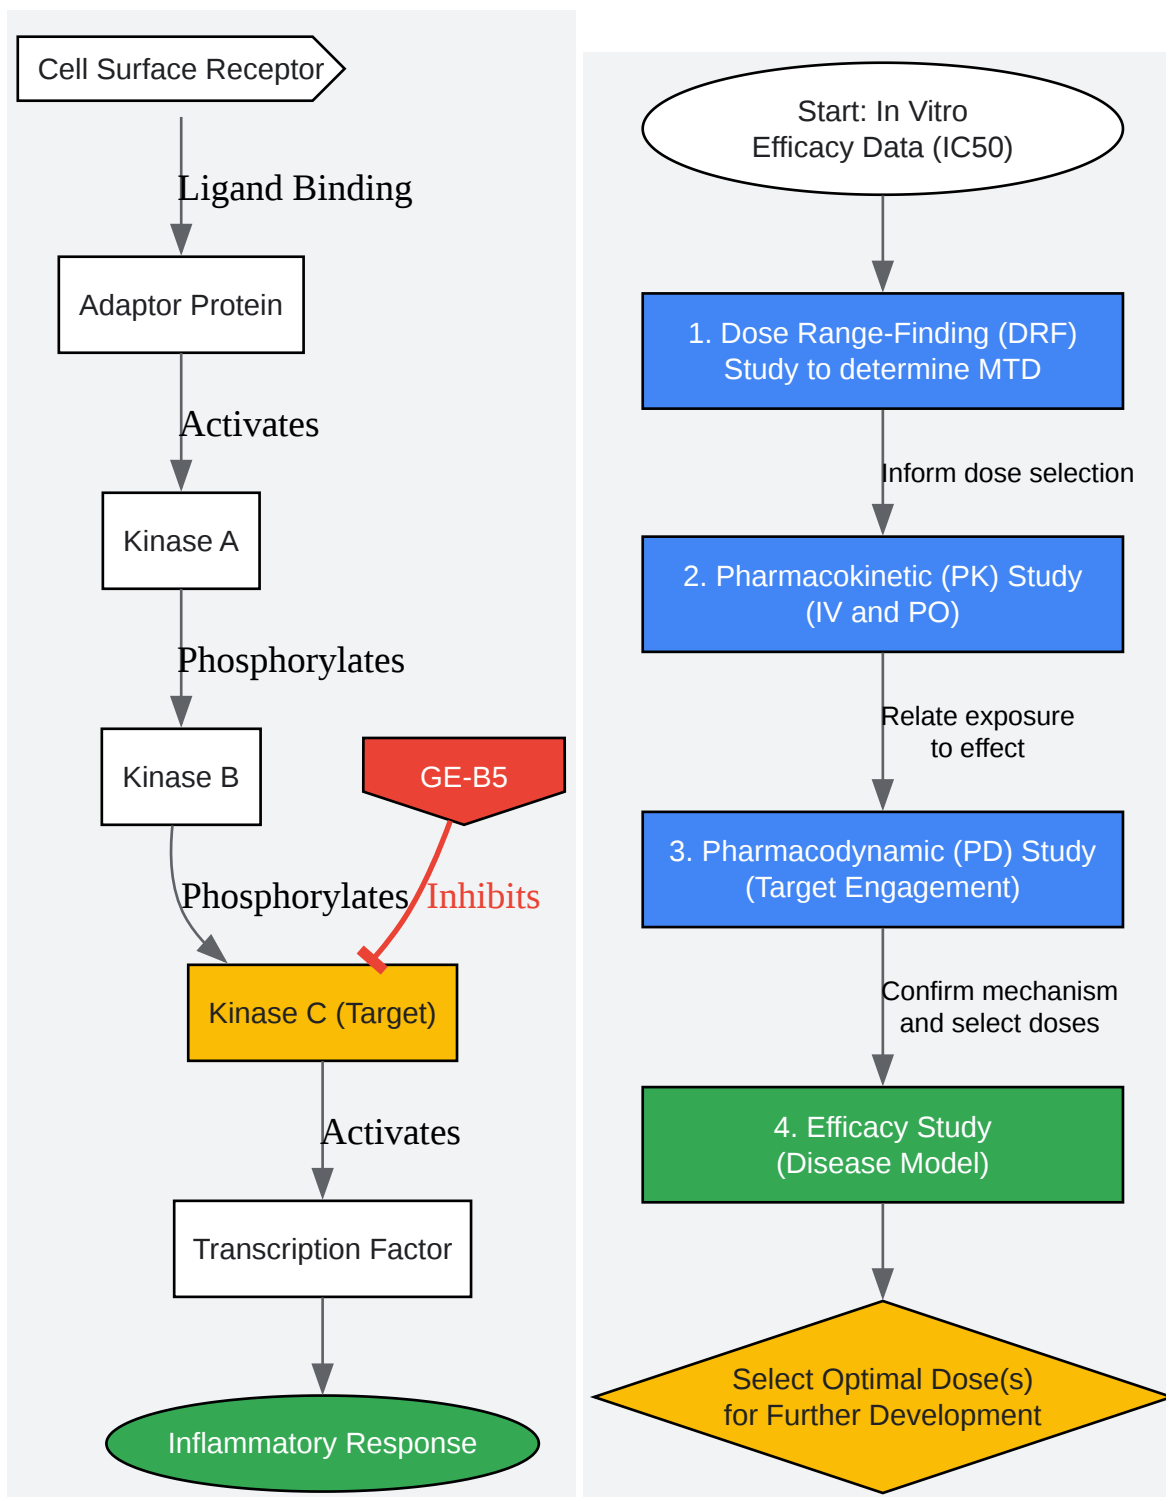 Cell Surface Receptor
Ligand Binding
Adaptor Protein
Activates
Kinase A
Phosphorylates
Kinase B
GE-B5
Phosphorylates
Inhibits
Kinase C (Target)
Activates
Transcription Factor
Inflammatory Response
Start: In Vitro
Efficacy Data (IC50)
1. Dose Range-Finding (DRF)
Study to determine MTD
Inform dose selection
2. Pharmacokinetic (PK) Study
(IV and PO)
Relate exposure
to effect
3. Pharmacodynamic (PD) Study
(Target Engagement)
Confirm mechanism
and select doses
4. Efficacy Study
(Disease Model)
Select Optimal Dose(s)
for Further Development